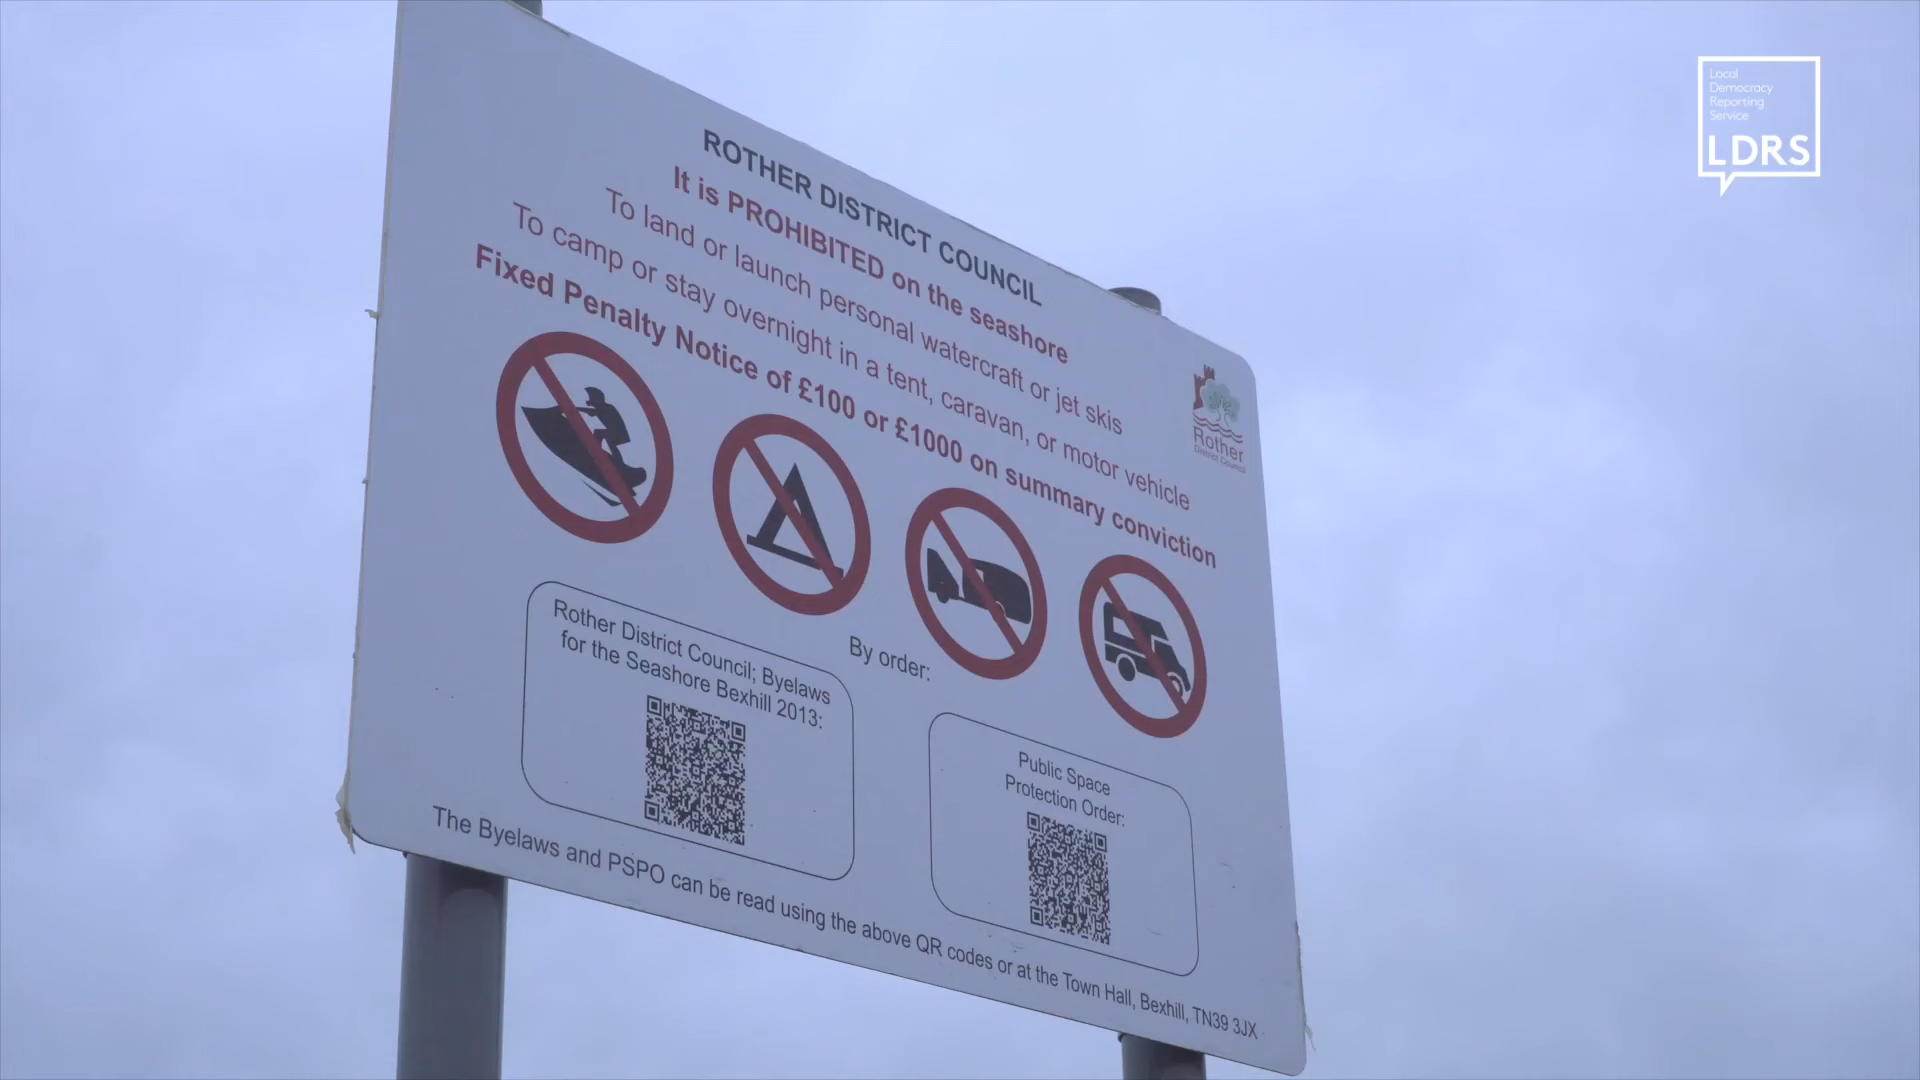 Local
Democracy
Reporting
Service
LDRS
ROTHER DISTRICT COUNCIL
It is PROHIBITED on the seashore
To land or launch personal watercraft or jet skis
To camp or stay overnight in a tent, caravan, or motor vehicle
Fixed Penalty Notice of £100 or £1000 on summary conviction
Rother
District Council
By order:
Rother District Council; Byelaws
for the Seashore Bexhill 2013:
Public Space
Protection Order:
The Byelaws and PSPO can be read using the above QR codes or at the Town Hall, Bexhill, TN39 3JX